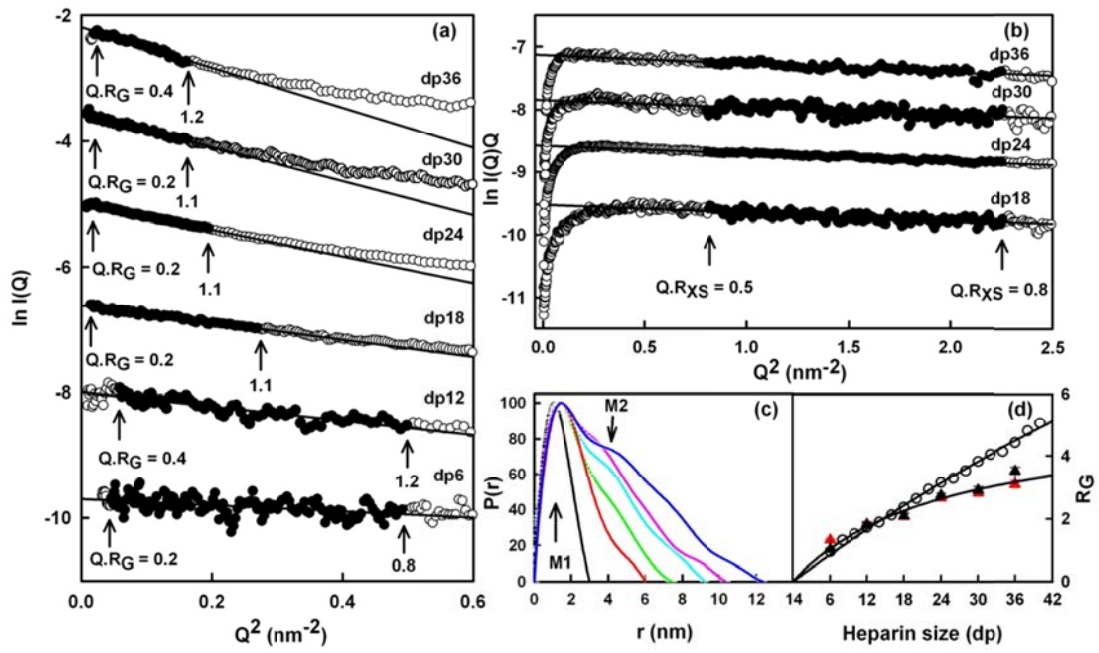 (a)
-2
-4
-6
-8
-10
ln I(Q)
dp36
Q.RG = 0.4
1.2
dp30
Q.RG = 0.2
1.1
dp24
Q.RG = 0.2
1.1
dp18
Q.RG = 0.2
1.1
dp12
Q.RG = 0.4
1.2
dp6
Q.RG = 0.2
0.8
0.0 0.2 0.4 0.6
Q2 (nm-2)
(b)
-7
-8
-9
-10
-11
ln I(Q)Q
dp36
dp30
dp24
dp18
Q.RXS = 0.5
Q.RXS = 0.8
0.0 0.5 1.0 1.5 2.0 2.5
Q2 (nm-2)
(c)
100
80
60
40
20
0
P(r)
M1
M2
0 2 4 6 8 10 12 14
r (nm)
(d)
6
4
2
0
RG
6 12 18 24 30 36 42
Heparin size (dp)